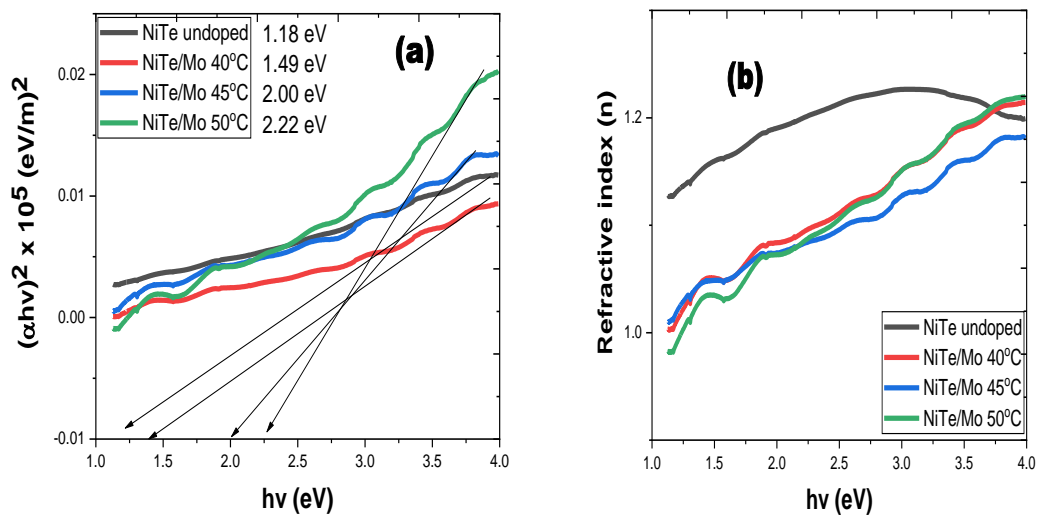 (a)
NiTe undoped 1.18 eV
NiTe/Mo 40°C 1.49 eV
NiTe/Mo 45°C 2.00 eV
NiTe/Mo 50°C 2.22 eV
(αhv)² x 10⁵ (eV/m)²
0.02
0.01
0.00
-0.01
1.0 1.5 2.0 2.5 3.0 3.5 4.0
hv (eV)
(b)
Refractive index (n)
1.2
1.0
NiTe undoped
NiTe/Mo 40°C
NiTe/Mo 45°C
NiTe/Mo 50°C
1.0 1.5 2.0 2.5 3.0 3.5 4.0
hv (eV)